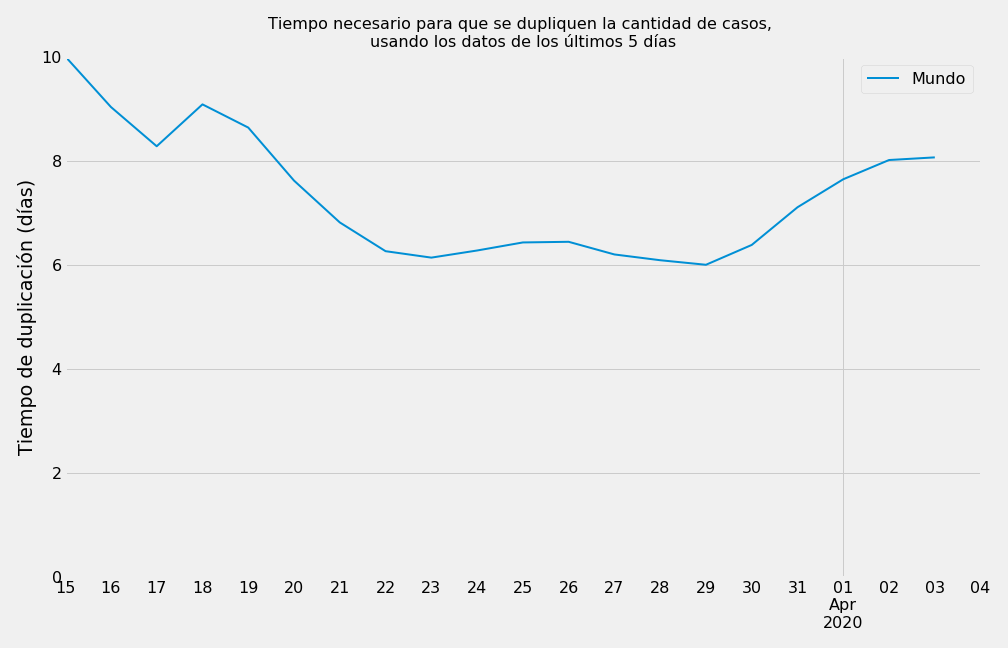 Tiempo necesario para que se dupliquen la cantidad de casos,
usando los datos de los últimos 5 días
Mundo
Tiempo de duplicación (días)
10
8
6
4
2
0
15 16 17 18 19 20 21 22 23 24 25 26 27 28 29 30 31 01 02 03 04
Apr
2020